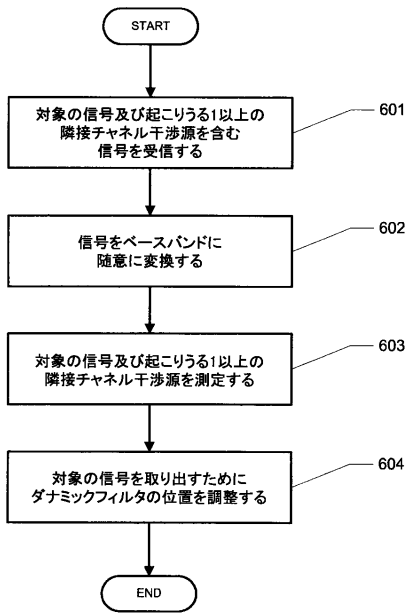 START
対象の信号及び起こりうる1以上の
隣接チャネル干渉源を含む
信号を受信する
601
信号をベースバンドに
随意に変換する
602
対象の信号及び起こりうる1以上の
隣接チャネル干渉源を測定する
603
対象の信号を取り出すために
ダナミックフィルタの位置を調整する
604
END